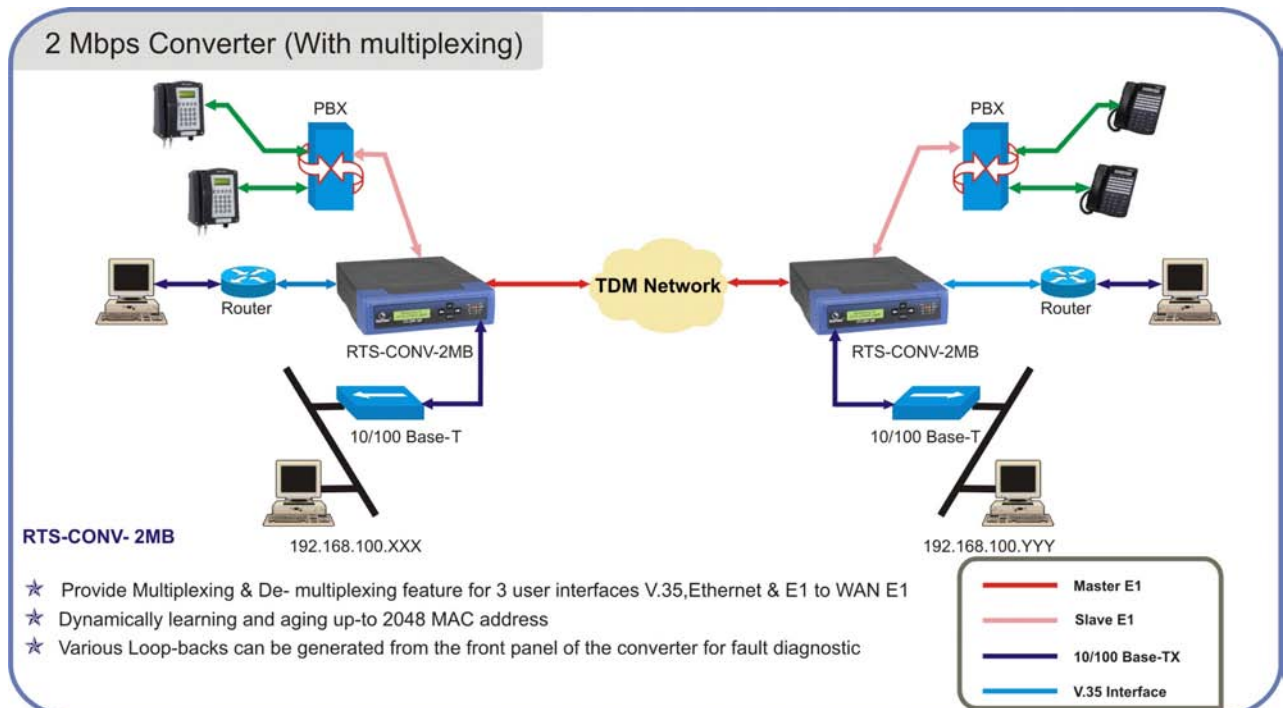 2 Mbps Converter (With multiplexing)
PBX
PBX
TDM Network
Router
Router
RTS-CONV-2MB
RTS-CONV-2MB
10/100 Base-T
10/100 Base-T
192.168.100.XXX
192.168.100.YYY
RTS-CONV- 2MB
Provide Multiplexing & De- multiplexing feature for 3 user interfaces V.35,Ethernet & E1 to WAN E1
Dynamically learning and aging up-to 2048 MAC address
Various Loop-backs can be generated from the front panel of the converter for fault diagnostic
Master E1
Slave E1
10/100 Base-TX
V.35 Interface